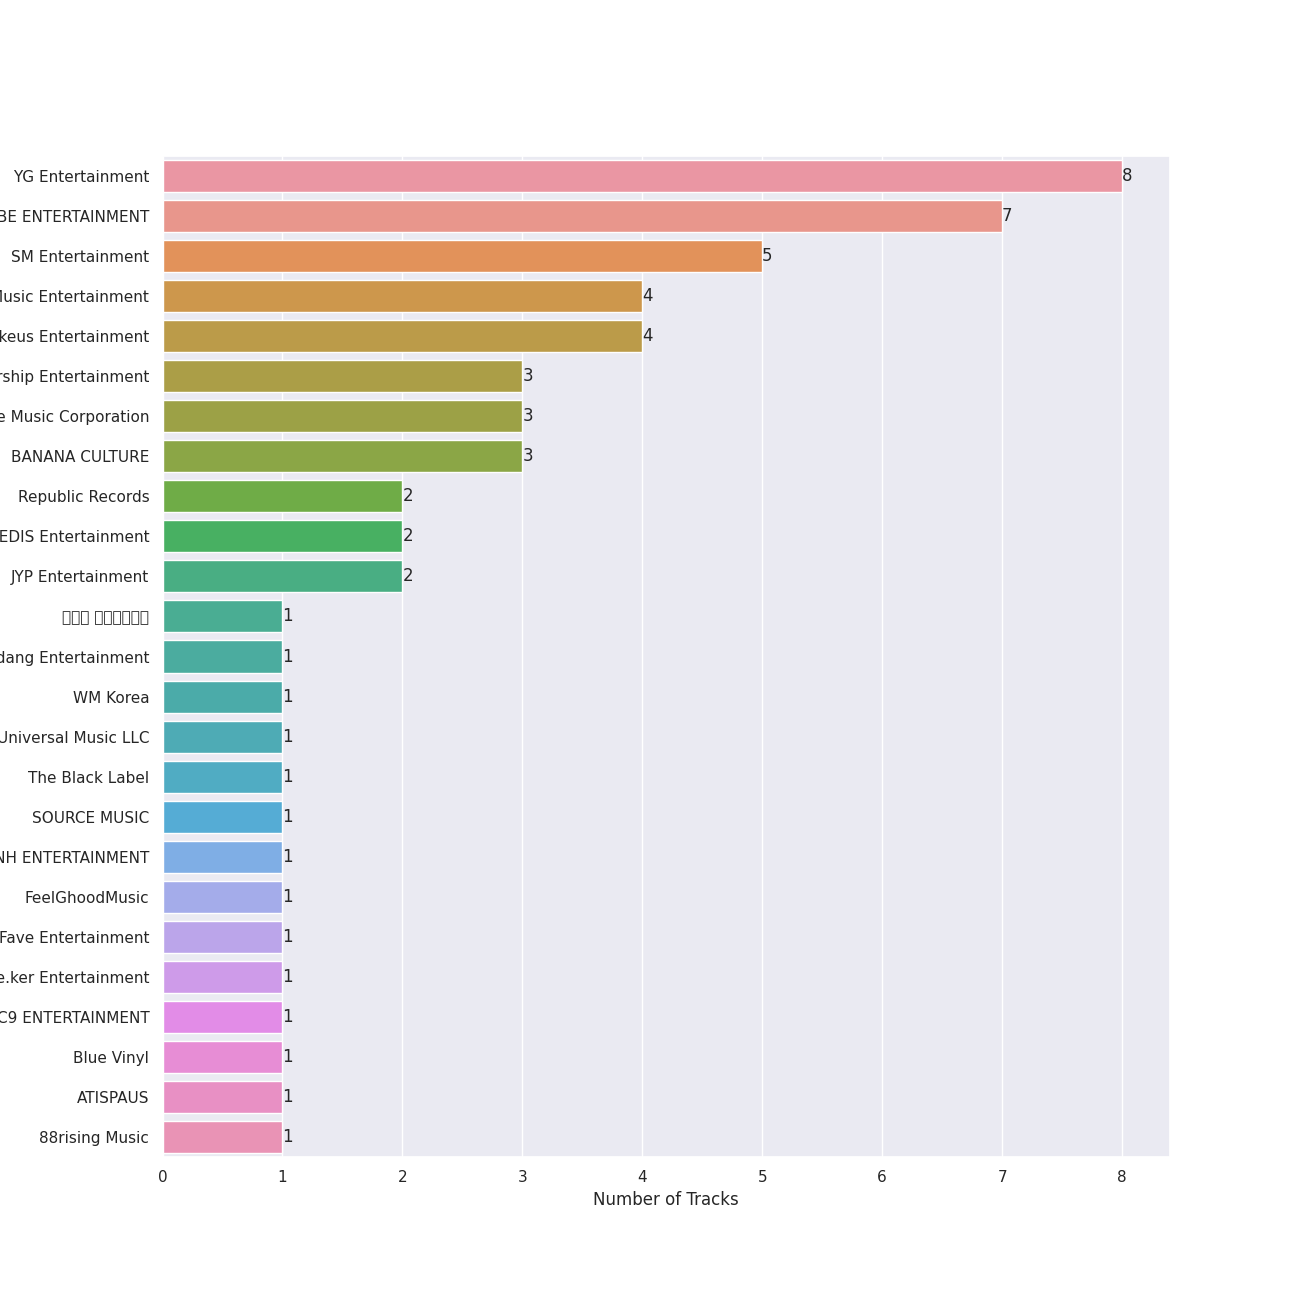 YG Entertainment 8
BE ENTERTAINMENT 7
SM Entertainment 5
Music Entertainment 4
keus Entertainment 4
rship Entertainment 3
e Music Corporation 3
BANANA CULTURE 3
Republic Records 2
EDIS Entertainment 2
JYP Entertainment 2
1
dang Entertainment 1
WM Korea 1
Universal Music LLC 1
The Black Label 1
SOURCE MUSIC 1
NH ENTERTAINMENT 1
FeelGhoodMusic 1
Fave Entertainment 1
e.ker Entertainment 1
C9 ENTERTAINMENT 1
Blue Vinyl 1
ATISPAUS 1
88rising Music 1
0 1 2 3 4 5 6 7 8
Number of Tracks